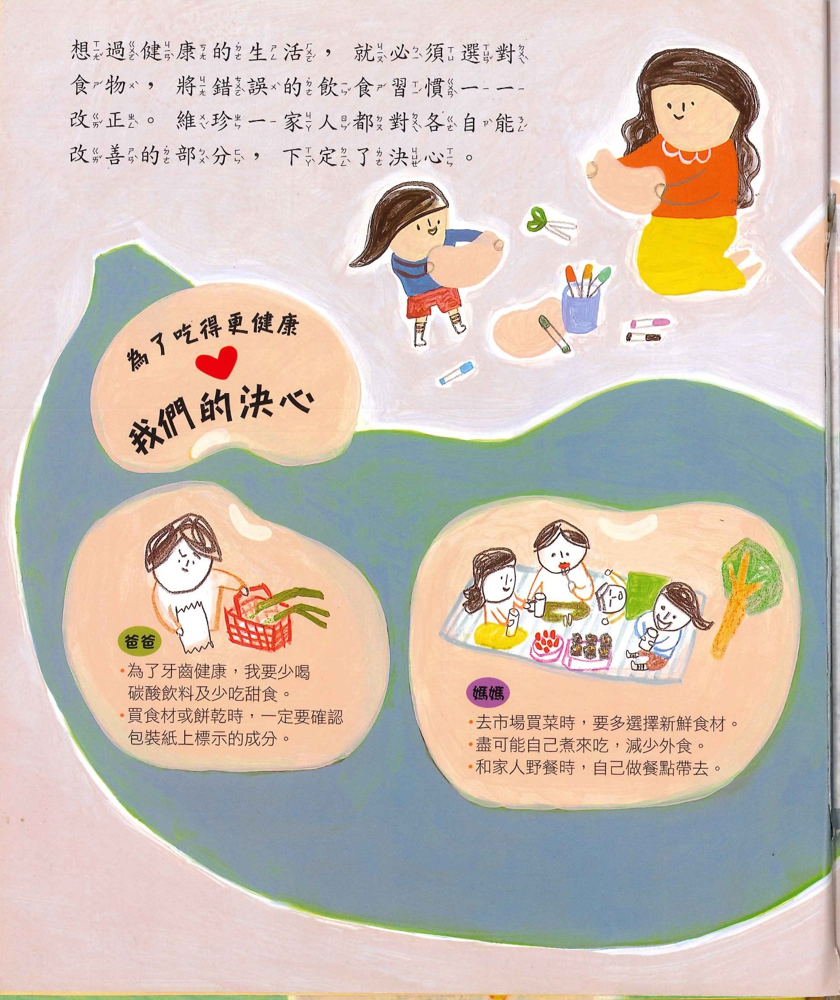 想過健康的生活，就必須選對
食物，將錯誤的飲食習慣一一
改正。維珍一家人都對各自能
改善的部分，下定了決心。
為了吃得更健康
我們的決心
爸爸
·為了牙齒健康，我要少喝
碳酸飲料及少吃甜食。
·買食材或餅乾時，一定要確認
包裝紙上標示的成分。
媽媽
·去市場買菜時，要多選擇新鮮食材。
·盡可能自己煮來吃，減少外食。
·和家人野餐時，自己做餐點帶去。